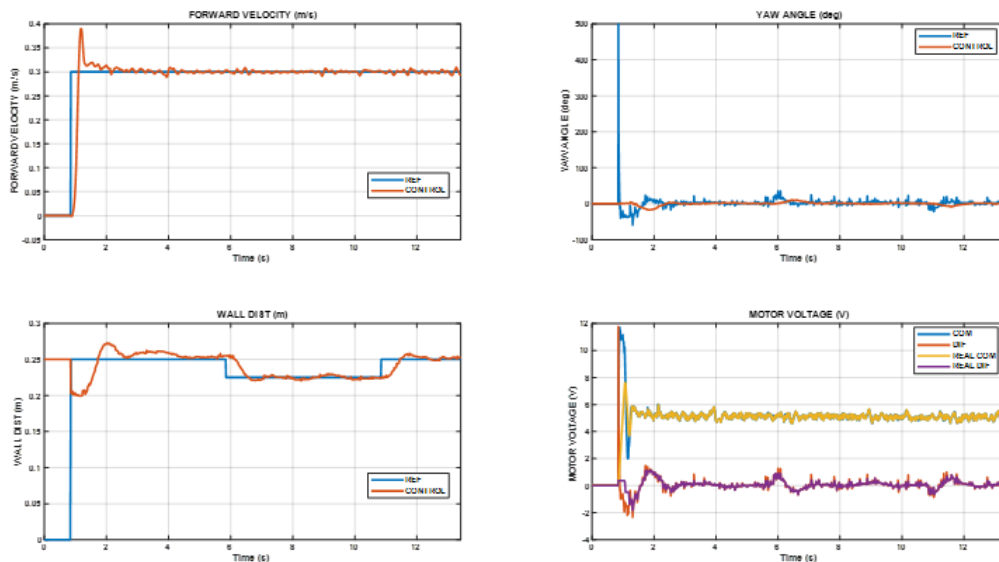 FORWARD VELOCITY (m/s)
FORWARD VELOCITY (m/s)
0.4
0.35
0.3
0.25
0.2
0.15
0.1
0.05
0
-0.05
0 2 4 6 8 10 12
Time (s)
REF
CONTROL
YAW ANGLE (deg)
YAW ANGLE (deg)
500
400
300
200
100
0
-100
0 2 4 6 8 10 12
Time (s)
REF
CONTROL
WALL DIST (m)
WALL DIST (m)
0.3
0.25
0.2
0.15
0.1
0.05
0
0 2 4 6 8 10 12
Time (s)
REF
CONTROL
MOTOR VOLTAGE (V)
MOTOR VOLTAGE (V)
12
10
8
6
4
2
0
-2
-4
0 2 4 6 8 10 12
Time (s)
COM
DIF
REAL COM
REAL DIF